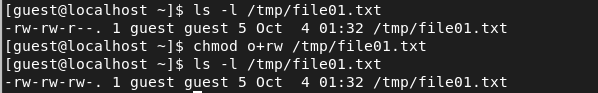 [guest@localhost ~]$ ls -l /tmp/file01.txt
-rw-rw-r--. 1 guest guest 5 Oct  4 01:32 /tmp/file01.txt
[guest@localhost ~]$ chmod o+rw /tmp/file01.txt
[guest@localhost ~]$ ls -l /tmp/file01.txt
-rw-rw-rw-. 1 guest guest 5 Oct  4 01:32 /tmp/file01.txt